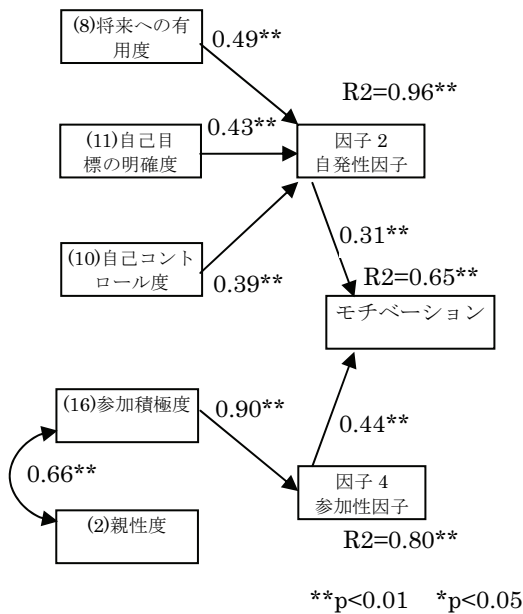 (8)将来への有
用度
0.49**
R2=0.96**
(11)自己目
標の明確度
0.43**
因子 2
自発性因子
(10)自己コント
ロール度
0.39**
0.31**
R2=0.65**
モチベーション
(16)参加積極度
0.90**
0.44**
0.66**
因子 4
参加性因子
(2)親性度
R2=0.80**
**p<0.01 *p<0.05